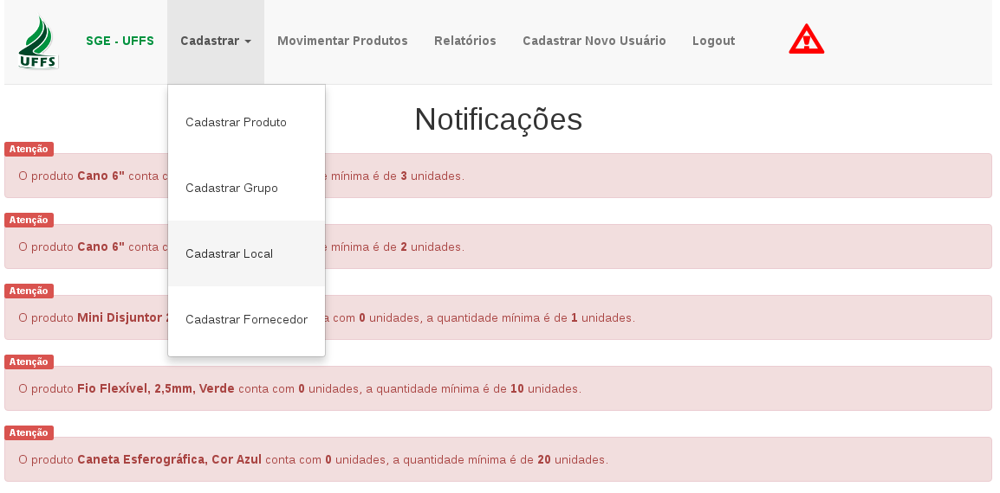 UFFS
SGE - UFFS
Cadastrar
Movimentar Produtos
Relatórios
Cadastrar Novo Usuário
Logout
Cadastrar Produto
Cadastrar Grupo
Cadastrar Local
Cadastrar Fornecedor
Notificações
Atenção
O produto Cano 6" conta mínima é de 3 unidades.
Atenção
O produto Cano 6" conta mínima é de 2 unidades.
Atenção
O produto Mini Disjuntor com 0 unidades, a quantidade mínima é de 1 unidades.
Atenção
O produto Fio Flexível, 2,5mm, Verde conta com 0 unidades, a quantidade mínima é de 10 unidades.
Atenção
O produto Caneta Esferográfica, Cor Azul conta com 0 unidades, a quantidade mínima é de 20 unidades.